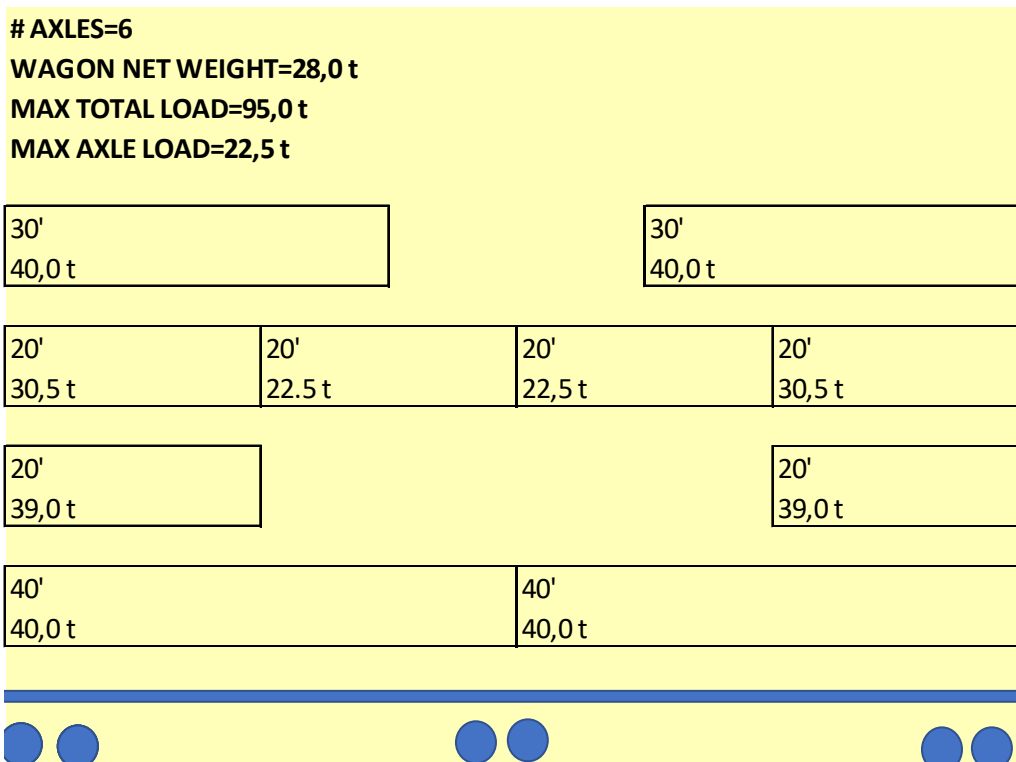 # AXLES=6
WAGON NET WEIGHT=28,0 t
MAX TOTAL LOAD=95,0 t
MAX AXLE LOAD=22,5 t
30' 30'
40,0 t 40,0 t
20' 20' 20' 20'
30,5 t 22.5 t 22,5 t 30,5 t
20' 20'
39,0 t 39,0 t
40' 40'
40,0 t 40,0 t